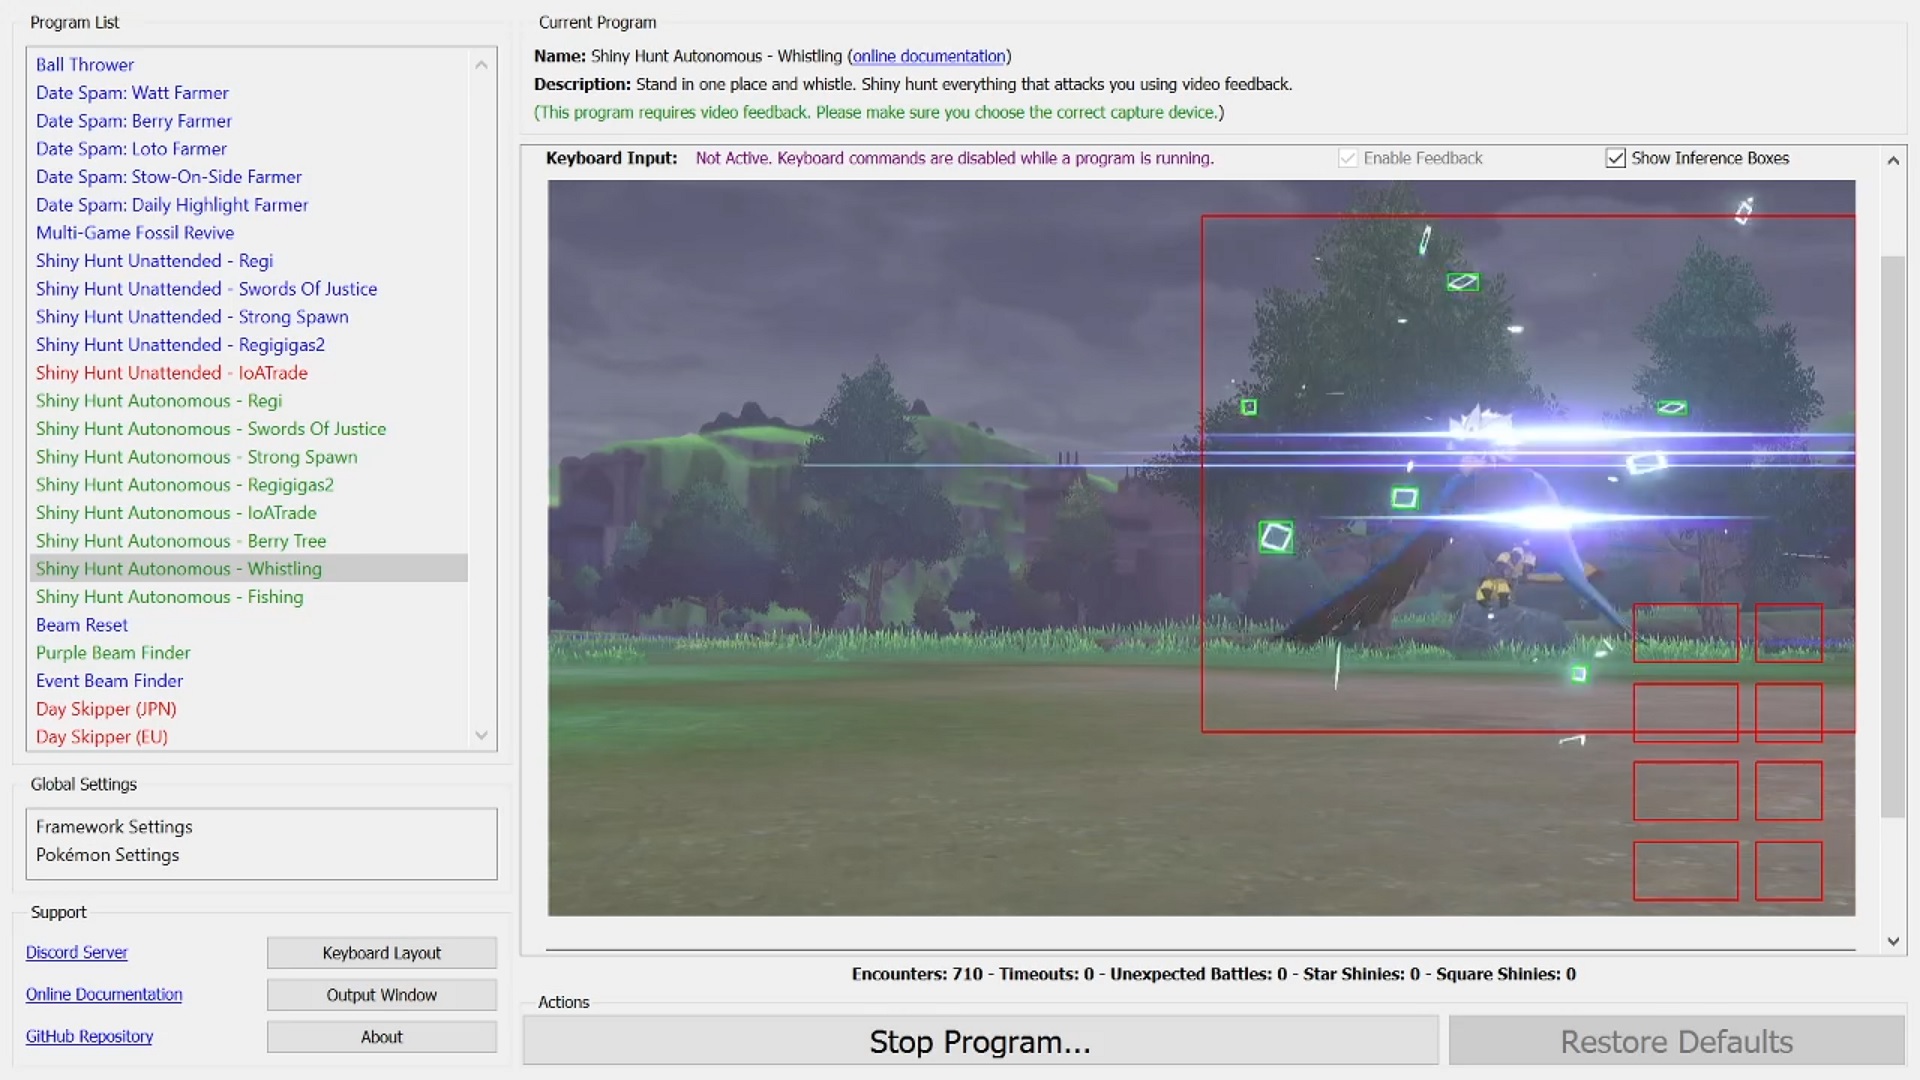 Program List
Ball Thrower
Date Spam: Watt Farmer
Date Spam: Berry Farmer
Date Spam: Loto Farmer
Date Spam: Stow-On-Side Farmer
Date Spam: Daily Highlight Farmer
Multi-Game Fossil Revive
Shiny Hunt Unattended - Regi
Shiny Hunt Unattended - Swords Of Justice
Shiny Hunt Unattended - Strong Spawn
Shiny Hunt Unattended - Regigigas2
Shiny Hunt Unattended - IoATrade
Shiny Hunt Autonomous - Regi
Shiny Hunt Autonomous - Swords Of Justice
Shiny Hunt Autonomous - Strong Spawn
Shiny Hunt Autonomous - Regigigas2
Shiny Hunt Autonomous - IoATrade
Shiny Hunt Autonomous - Berry Tree
Shiny Hunt Autonomous - Whistling
Shiny Hunt Autonomous - Fishing
Beam Reset
Purple Beam Finder
Event Beam Finder
Day Skipper (JPN)
Day Skipper (EU)
Global Settings
Framework Settings
Pokémon Settings
Support
Discord Server
Keyboard Layout
Online Documentation
Output Window
GitHub Repository
About
Current Program
Name: Shiny Hunt Autonomous - Whistling (online documentation)
Description: Stand in one place and whistle. Shiny hunt everything that attacks you using video feedback.
(This program requires video feedback. Please make sure you choose the correct capture device.)
Keyboard Input: Not Active. Keyboard commands are disabled while a program is running.
Enable Feedback
Show Inference Boxes
Encounters: 710 - Timeouts: 0 - Unexpected Battles: 0 - Star Shinies: 0 - Square Shinies: 0
Actions
Stop Program...
Restore Defaults